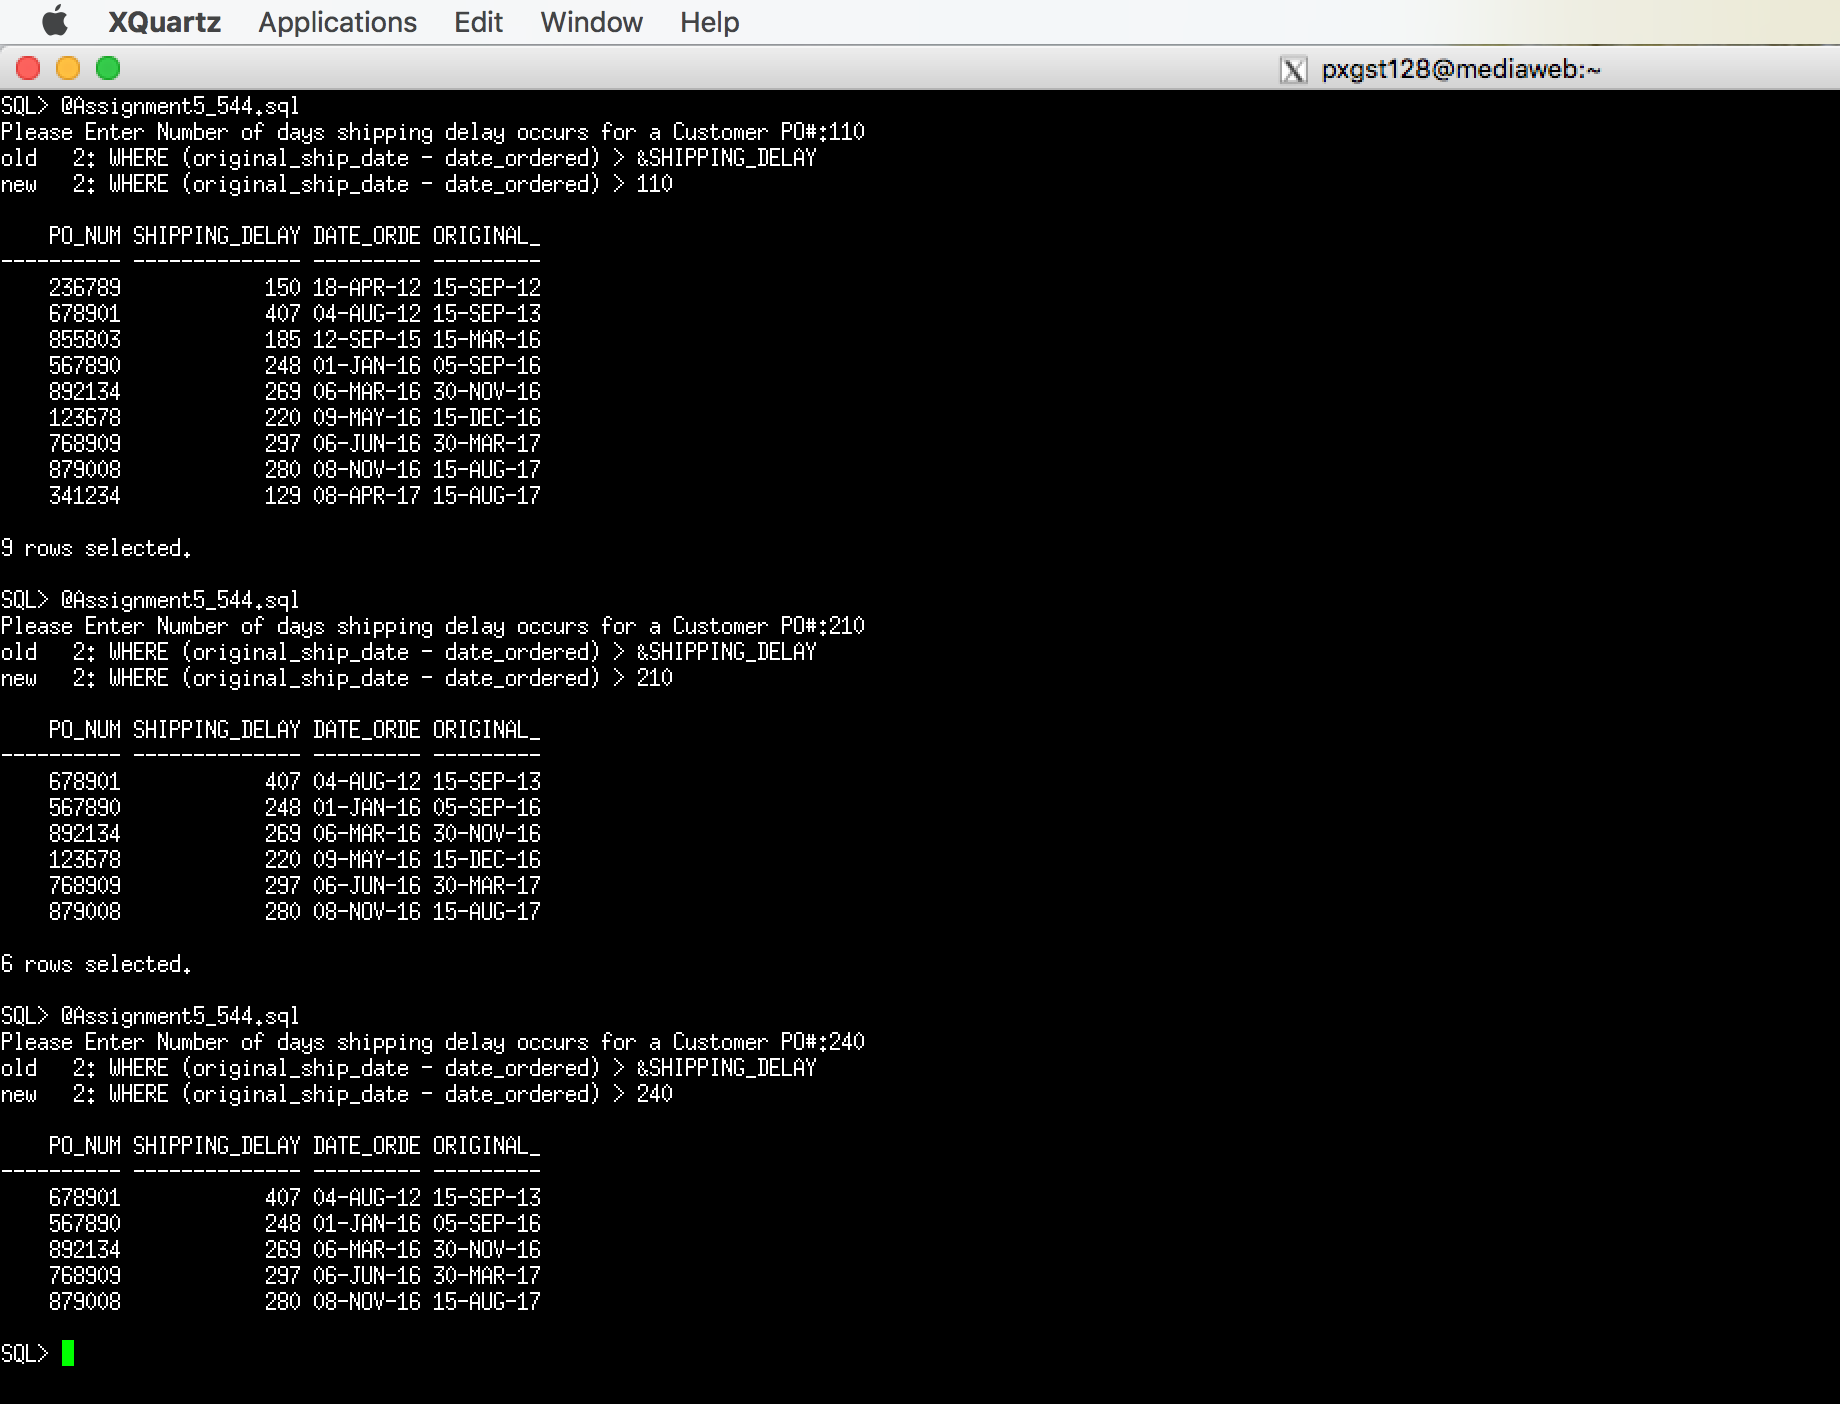 XQuartz Applications Edit Window Help
pxgst128@mediaweb:~
SQL> @Assignment5_544.sql
Please Enter Number of days shipping delay occurs for a Customer PO#:110
old   2: WHERE (original_ship_date - date_ordered) > &SHIPPING_DELAY
new   2: WHERE (original_ship_date - date_ordered) > 110
    PO_NUM SHIPPING_DELAY DATE_ORDE ORIGINAL_
---------- -------------- --------- ---------
    236789            150 18-APR-12 15-SEP-12
    678901            407 04-AUG-12 15-SEP-13
    855803            185 12-SEP-15 15-MAR-16
    567890            248 01-JAN-16 05-SEP-16
    892134            269 06-MAR-16 30-NOV-16
    123678            220 09-MAY-16 15-DEC-16
    768909            297 06-JUN-16 30-MAR-17
    879008            280 08-NOV-16 15-AUG-17
    341234            129 08-APR-17 15-AUG-17
9 rows selected.
SQL> @Assignment5_544.sql
Please Enter Number of days shipping delay occurs for a Customer PO#:210
old   2: WHERE (original_ship_date - date_ordered) > &SHIPPING_DELAY
new   2: WHERE (original_ship_date - date_ordered) > 210
    PO_NUM SHIPPING_DELAY DATE_ORDE ORIGINAL_
---------- -------------- --------- ---------
    678901            407 04-AUG-12 15-SEP-13
    567890            248 01-JAN-16 05-SEP-16
    892134            269 06-MAR-16 30-NOV-16
    123678            220 09-MAY-16 15-DEC-16
    768909            297 06-JUN-16 30-MAR-17
    879008            280 08-NOV-16 15-AUG-17
6 rows selected.
SQL> @Assignment5_544.sql
Please Enter Number of days shipping delay occurs for a Customer PO#:240
old   2: WHERE (original_ship_date - date_ordered) > &SHIPPING_DELAY
new   2: WHERE (original_ship_date - date_ordered) > 240
    PO_NUM SHIPPING_DELAY DATE_ORDE ORIGINAL_
---------- -------------- --------- ---------
    678901            407 04-AUG-12 15-SEP-13
    567890            248 01-JAN-16 05-SEP-16
    892134            269 06-MAR-16 30-NOV-16
    768909            297 06-JUN-16 30-MAR-17
    879008            280 08-NOV-16 15-AUG-17
SQL>